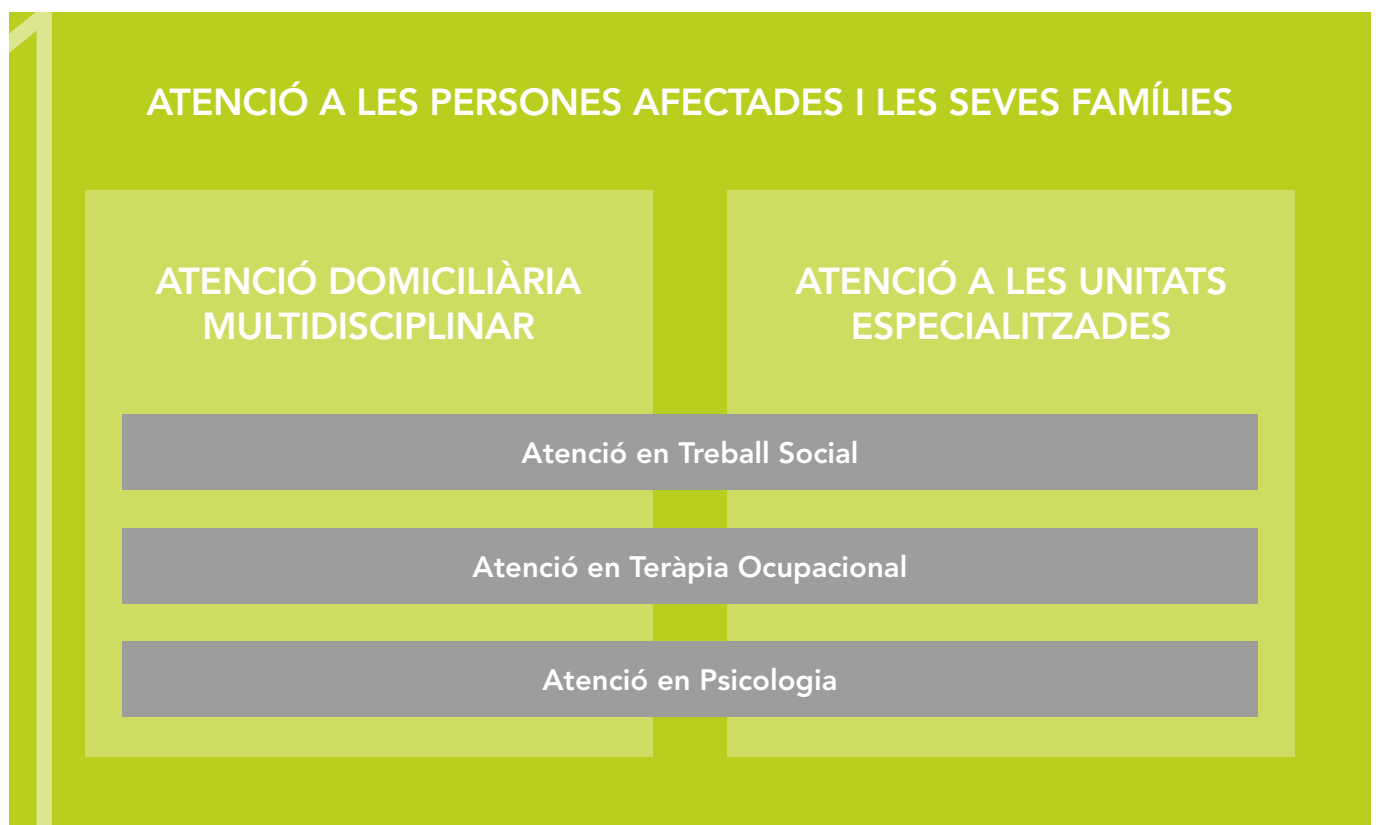 1
ATENCIÓ A LES PERSONES AFECTADES I LES SEVES FAMÍLIES
ATENCIÓ DOMICILIÀRIA
MULTIDISCIPLINAR
ATENCIÓ A LES UNITATS
ESPECIALITZADES
Atenció en Treball Social
Atenció en Teràpia Ocupacional
Atenció en Psicologia